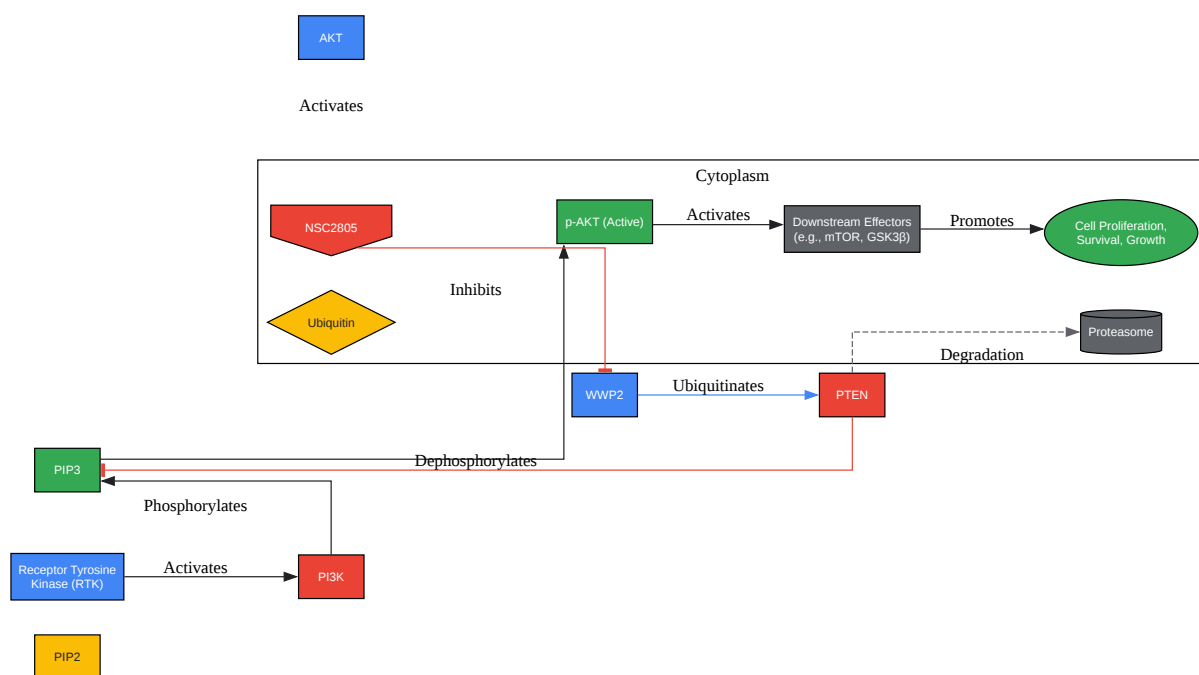 AKT
Activates
Cytoplasm
NSC2805
p-AKT (Active)
Activates
Downstream Effectors
(e.g., mTOR, GSK3β)
Promotes
Cell Proliferation,
Survival, Growth
Inhibits
Ubiquitin
Proteasome
Degradation
WWP2
Ubiquitinates
PTEN
PIP3
Dephosphorylates
Phosphorylates
Receptor Tyrosine
Kinase (RTK)
Activates
PI3K
PIP2